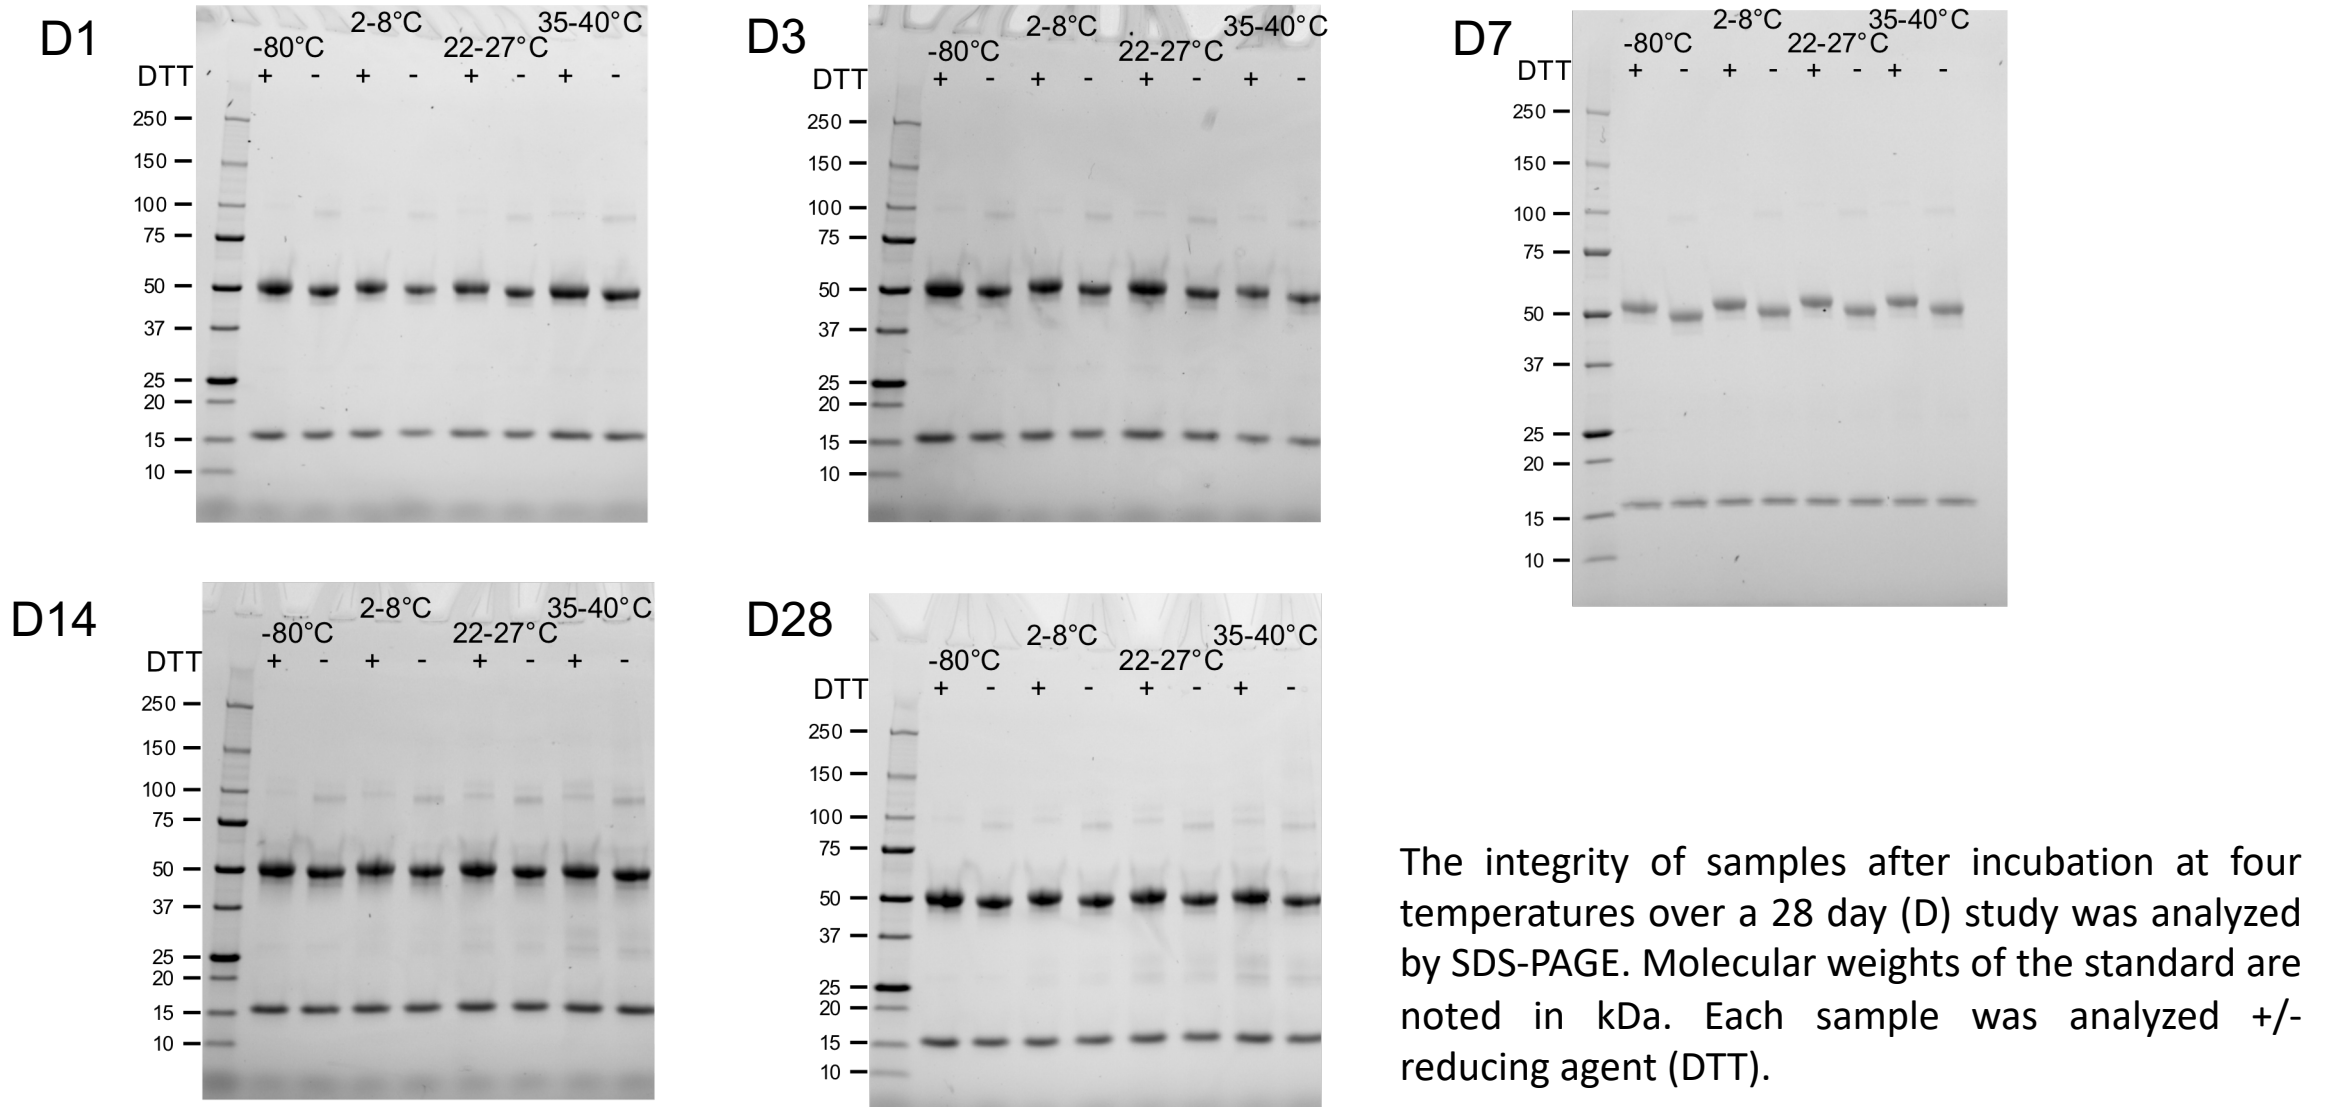 D1
-80°C 2-8°C 22-27°C 35-40°C
DTT + - + - + - + -
250
150
100
75
50
37
25
20
15
10
D3
-80°C 2-8°C 22-27°C 35-40°C
DTT + - + - + - + -
250
150
100
75
50
37
25
20
15
10
D7
-80°C 2-8°C 22-27°C 35-40°C
DTT + - + - + - + -
250
150
100
75
50
37
25
20
15
10
D14
-80°C 2-8°C 22-27°C 35-40°C
DTT + - + - + - + -
250
150
100
75
50
37
25
20
15
10
D28
-80°C 2-8°C 22-27°C 35-40°C
DTT + - + - + - + -
250
150
100
75
50
37
25
20
15
10
The integrity of samples after incubation at four
temperatures over a 28 day (D) study was analyzed
by SDS-PAGE. Molecular weights of the standard are
noted in kDa. Each sample was analyzed +/-
reducing agent (DTT).